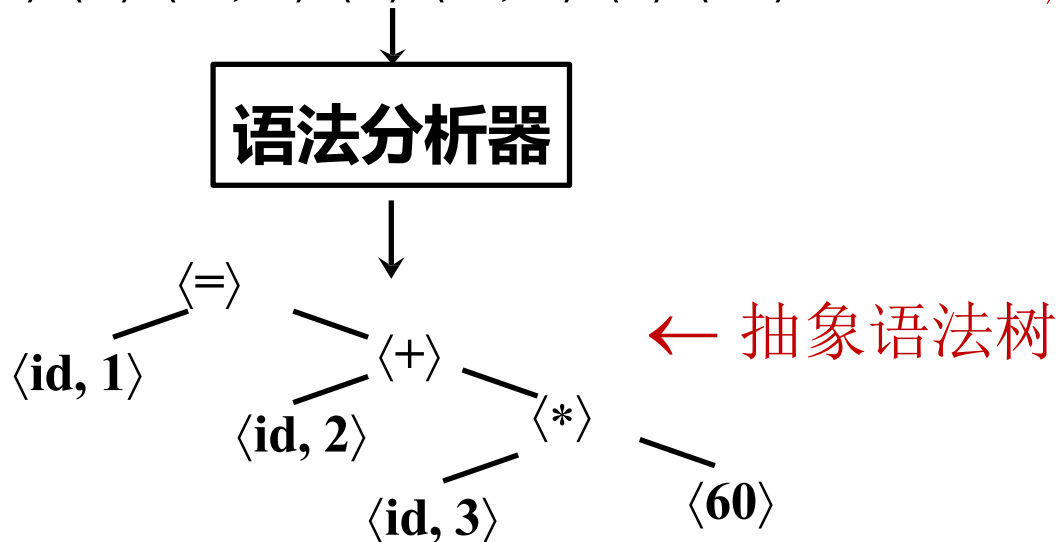 语法分析器
⟨=⟩
← 抽象语法树
⟨id, 1⟩ ⟨+⟩
⟨id, 2⟩ ⟨*⟩
⟨id, 3⟩ ⟨60⟩